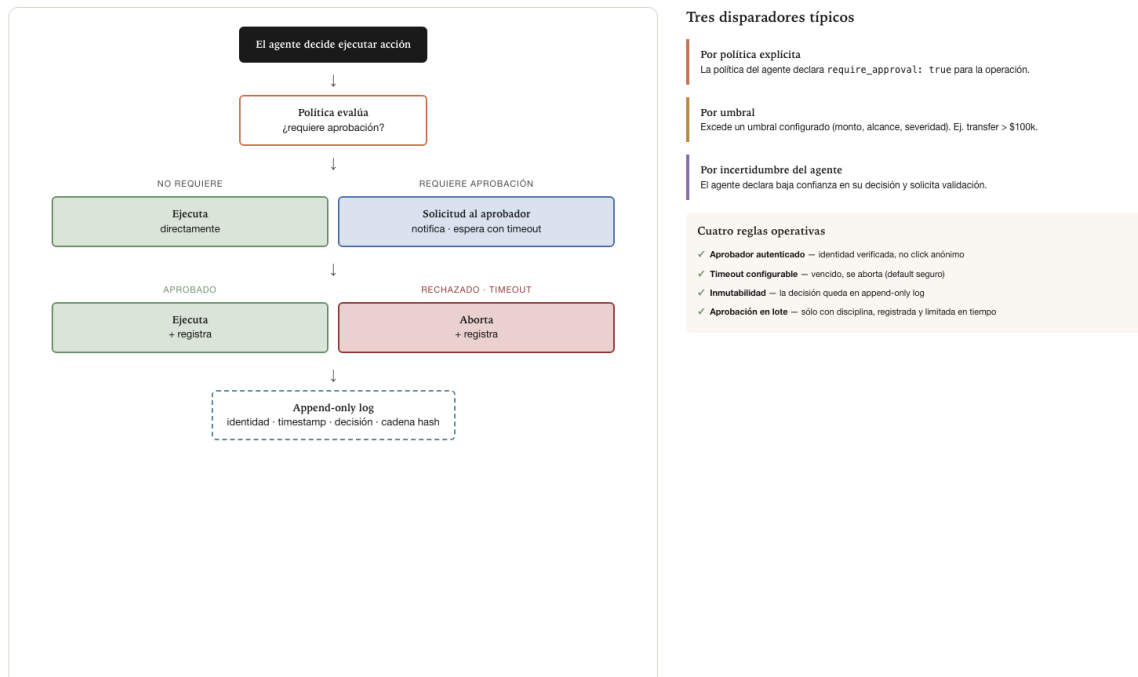 El agente decide ejecutar acción
↓
Política evalúa
¿requiere aprobación?
↓
NO REQUIERE
REQUIERE APROBACIÓN
Ejecuta
directamente
Solicitud al aprobador
notifica · espera con timeout
↓
APROBADO
RECHAZADO · TIMEOUT
Ejecuta
+ registra
Aborta
+ registra
↓
Append-only log
identidad · timestamp · decisión · cadena hash
Tres disparadores típicos
Por política explícita
La política del agente declara require_approval: true para la operación.
Por umbral
Excede un umbral configurado (monto, alcance, severidad). Ej. transfer > $100k.
Por incertidumbre del agente
El agente declara baja confianza en su decisión y solicita validación.
Cuatro reglas operativas
✓ Aprobador autenticado — identidad verificada, no click anónimo
✓ Timeout configurable — vencido, se aborta (default seguro)
✓ Inmutabilidad — la decisión queda en append-only log
✓ Aprobación en lote — sólo con disciplina, registrada y limitada en tiempo